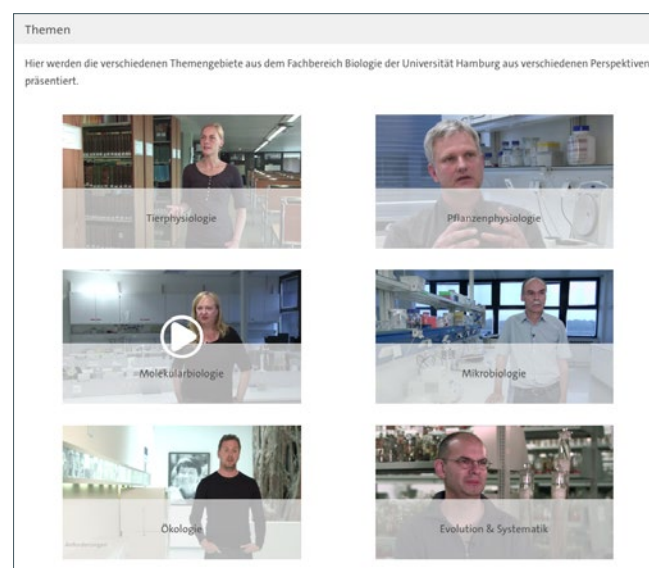 Themen
Hier werden die verschiedenen Themengebiete aus dem Fachbereich Biologie der Universität Hamburg aus verschiedenen Perspektiven
präsentiert.
Tierphysiologie
Pflanzenphysiologie
Molekularbiologie
Mikrobiologie
Ökologie
Anforderungen
Evolution & Systematik